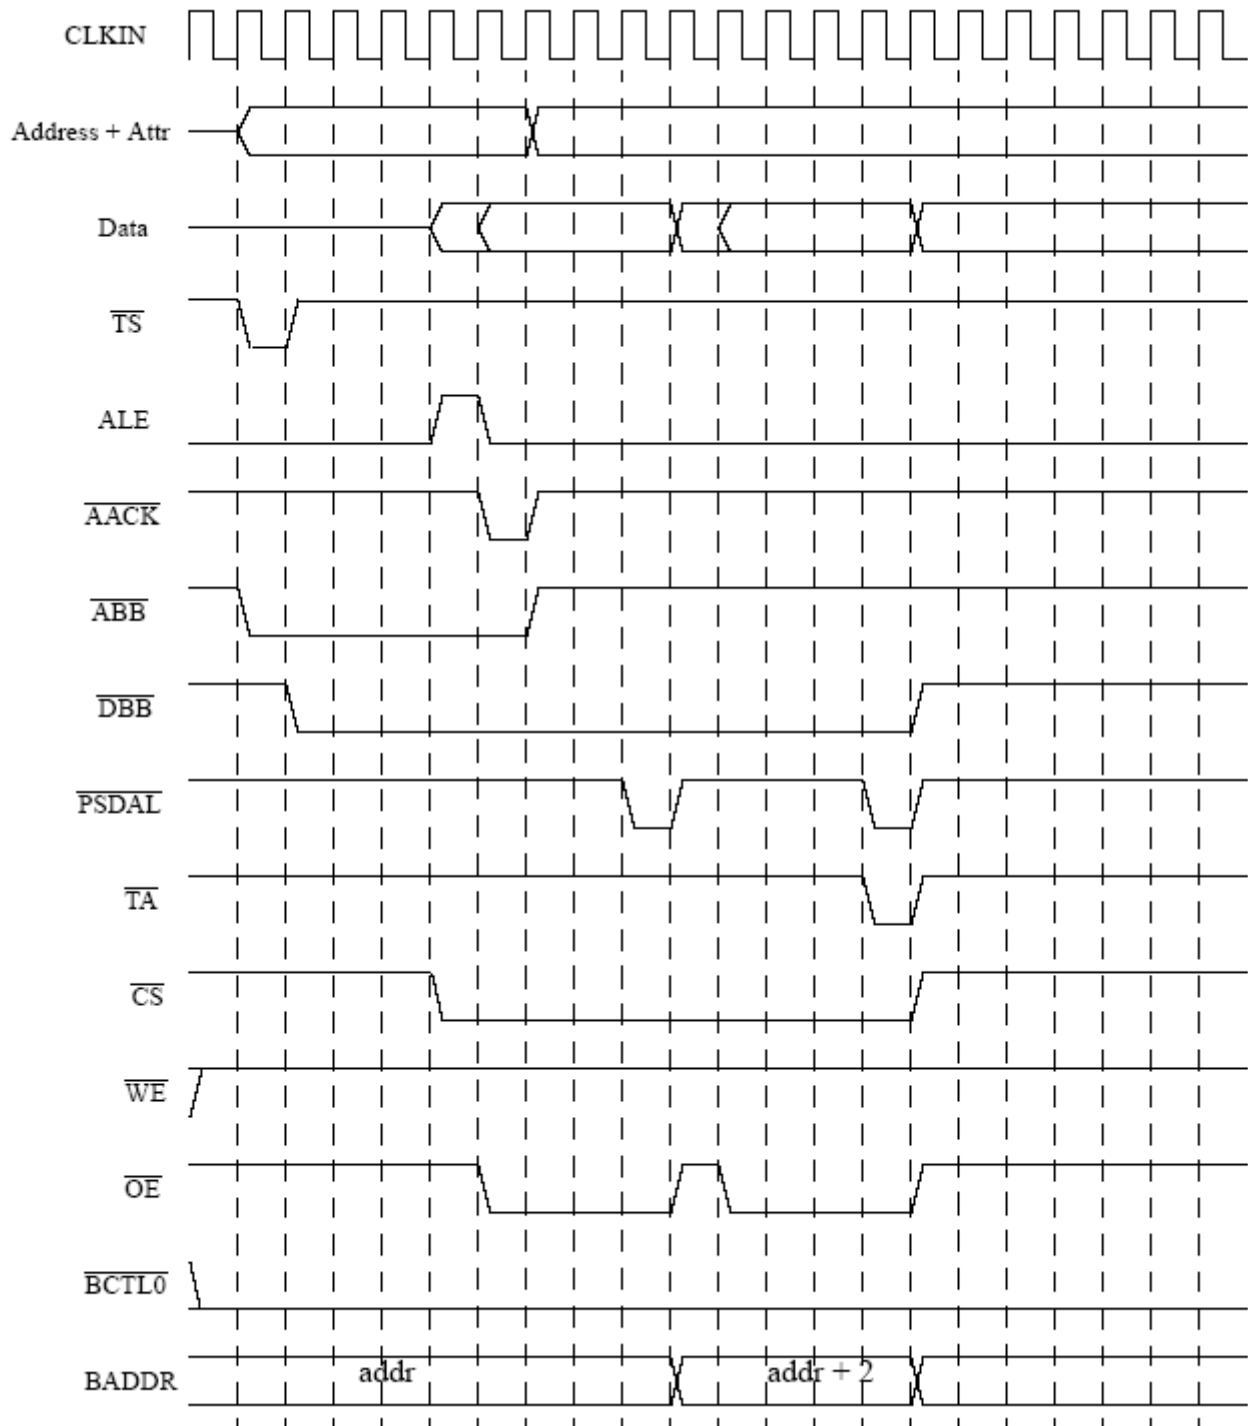 CLKIN
Address + Attr
Data
TS
ALE
AACK
ABB
DBB
PSDAL
TA
CS
WE
OE
BCTL0
addr addr + 2
BADDR